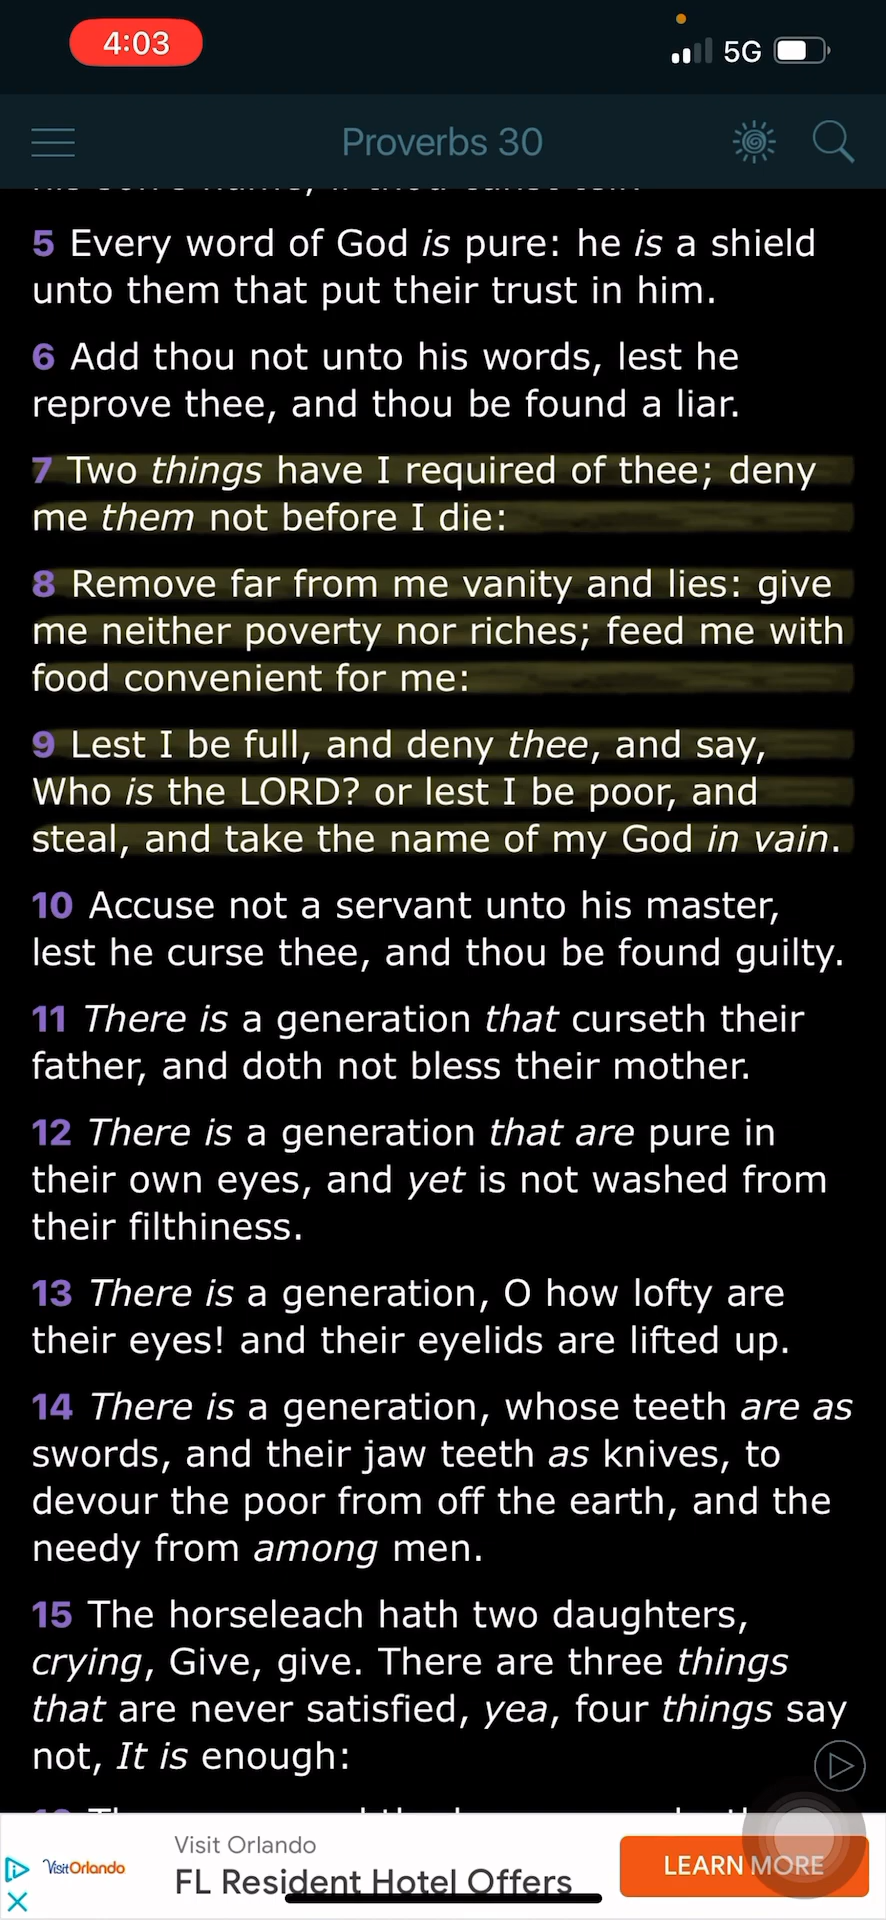 4:03
5G
Proverbs 30
5 Every word of God is pure: he is a shield
unto them that put their trust in him.
6 Add thou not unto his words, lest he
reprove thee, and thou be found a liar.
7 Two things have I required of thee; deny
me them not before I die:
8 Remove far from me vanity and lies: give
me neither poverty nor riches; feed me with
food convenient for me:
9 Lest I be full, and deny thee, and say,
Who is the LORD? or lest I be poor, and
steal, and take the name of my God in vain.
10 Accuse not a servant unto his master,
lest he curse thee, and thou be found guilty.
11 There is a generation that curseth their
father, and doth not bless their mother.
12 There is a generation that are pure in
their own eyes, and yet is not washed from
their filthiness.
13 There is a generation, O how lofty are
their eyes! and their eyelids are lifted up.
14 There is a generation, whose teeth are as
swords, and their jaw teeth as knives, to
devour the poor from off the earth, and the
needy from among men.
15 The horseleach hath two daughters,
crying, Give, give. There are three things
that are never satisfied, yea, four things say
not, It is enough:
Visit Orlando
VisitOrlando
FL Resident Hotel Offers
LEARN MORE